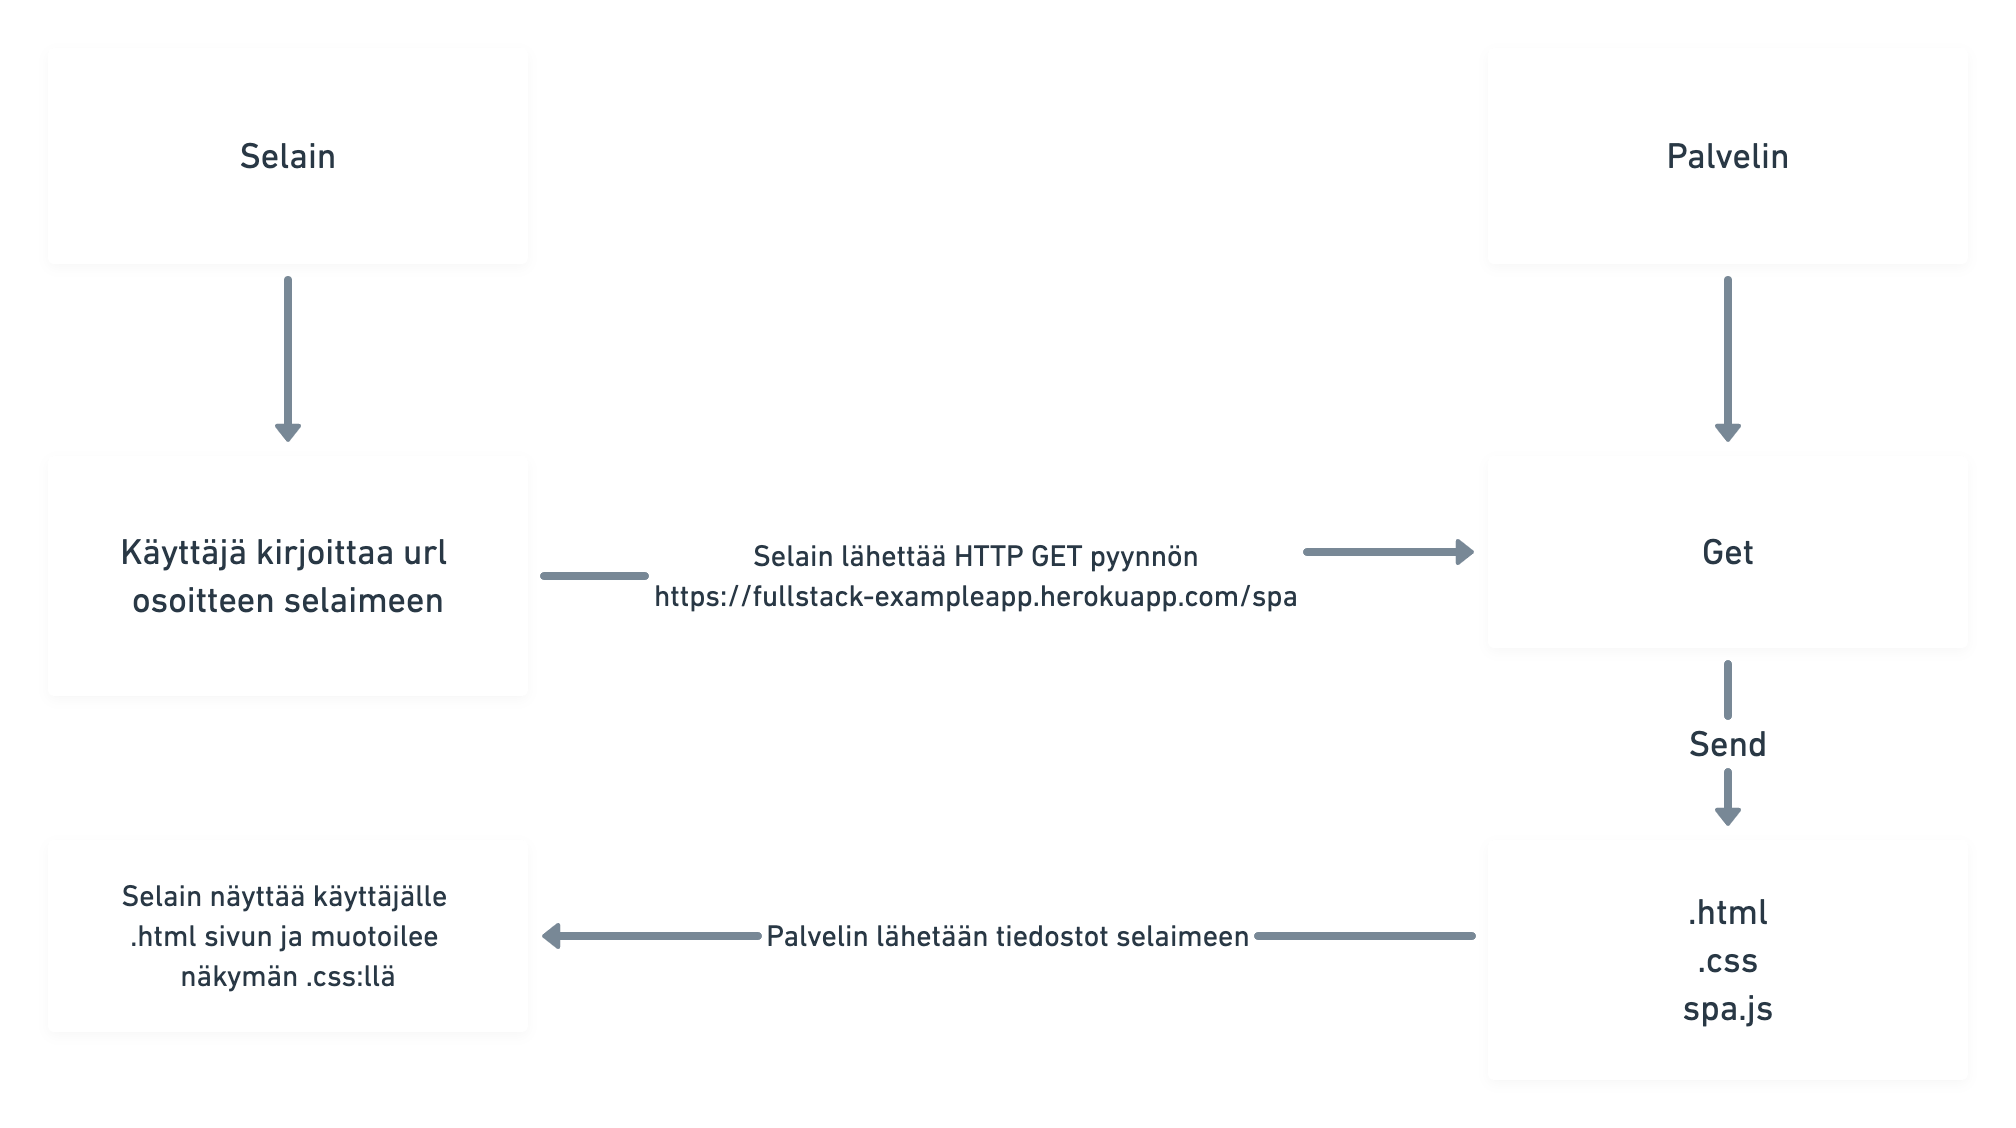 Selain
Palvelin
Käyttäjä kirjoittaa url
osoitteen selaimeen
Selain lähettää HTTP GET pyynnön
https://fullstack-exampleapp.herokuapp.com/spa
Get
Send
.html
.css
spa.js
Palvelin lähetään tiedostot selaimeen
Selain näyttää käyttäjälle
.html sivun ja muotoilee
näkymän .css:llä